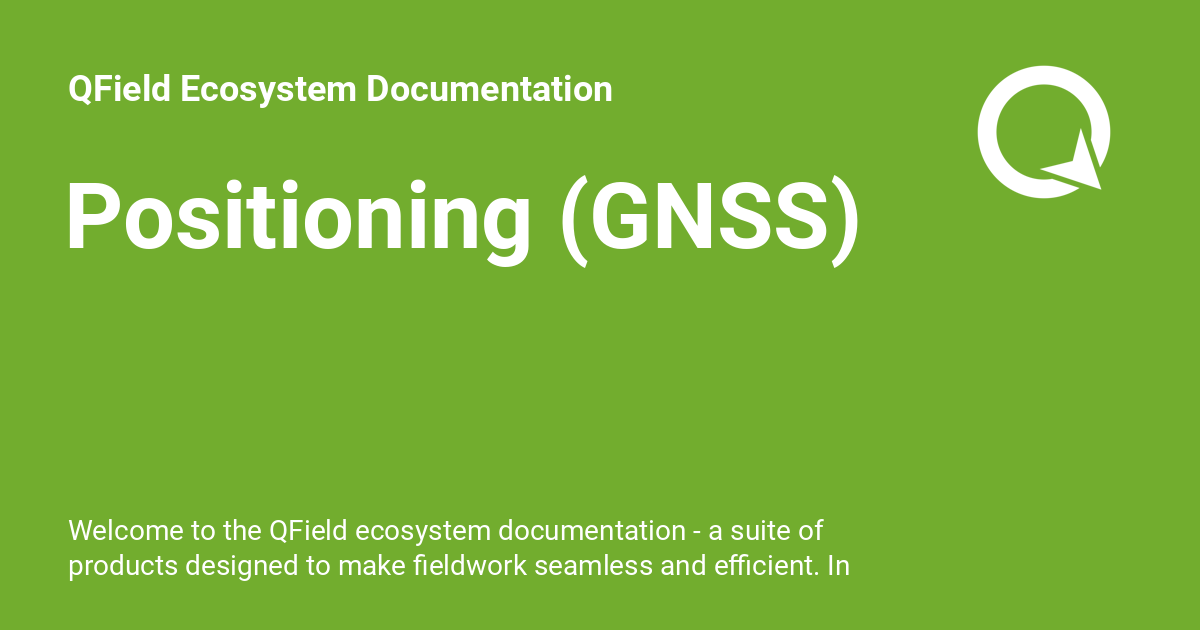 QField Ecosystem Documentation
Positioning (GNSS)
Welcome to the QField ecosystem documentation - a suite of
products designed to make fieldwork seamless and efficient. In